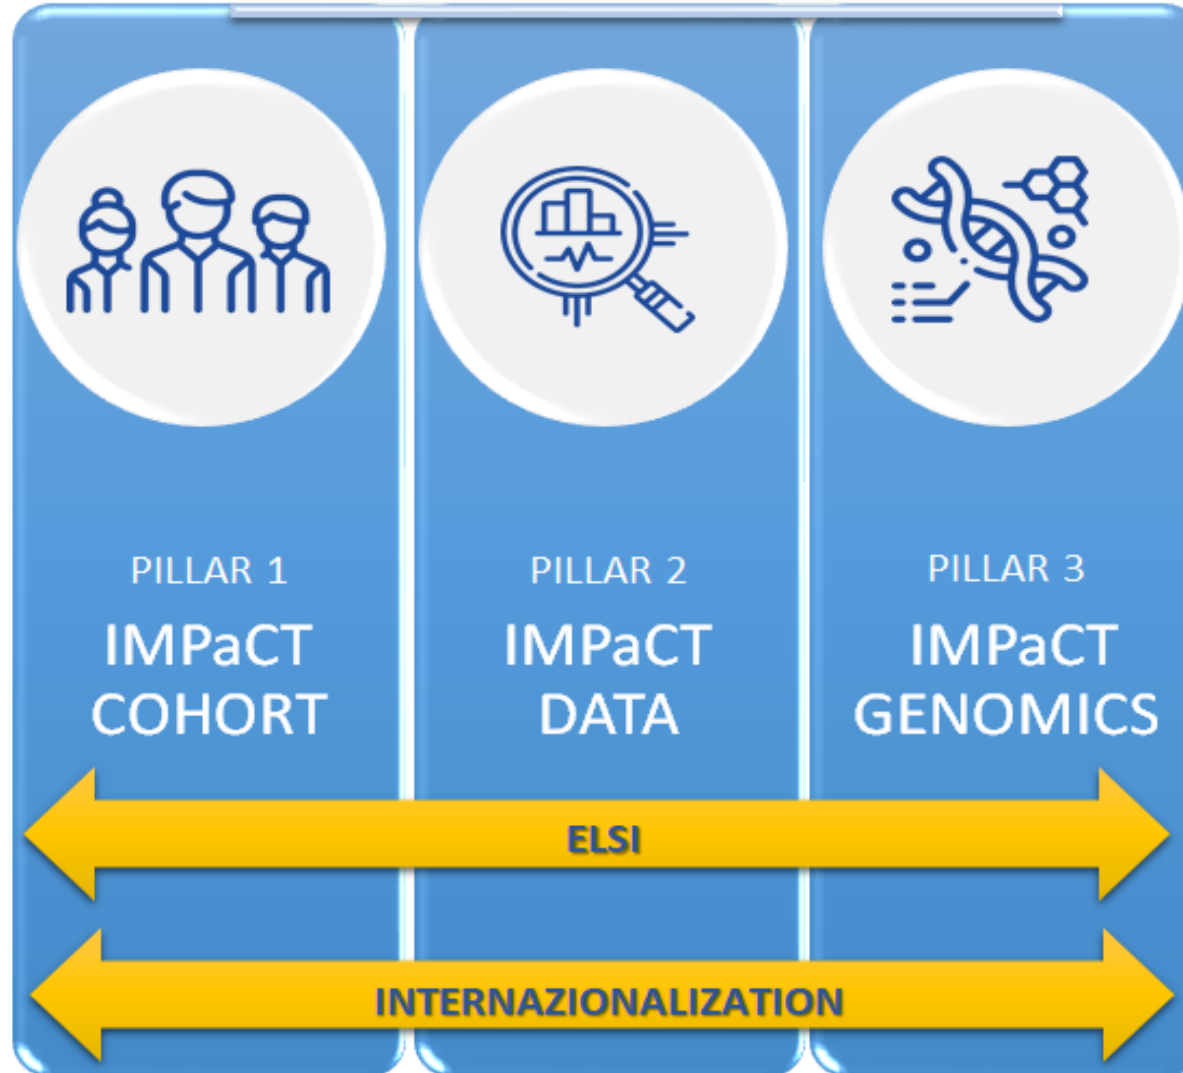 PILLAR 1
IMPaCT
COHORT
PILLAR 2
IMPaCT
DATA
PILLAR 3
IMPaCT
GENOMICS
ELSI
INTERNAZIONALIZATION